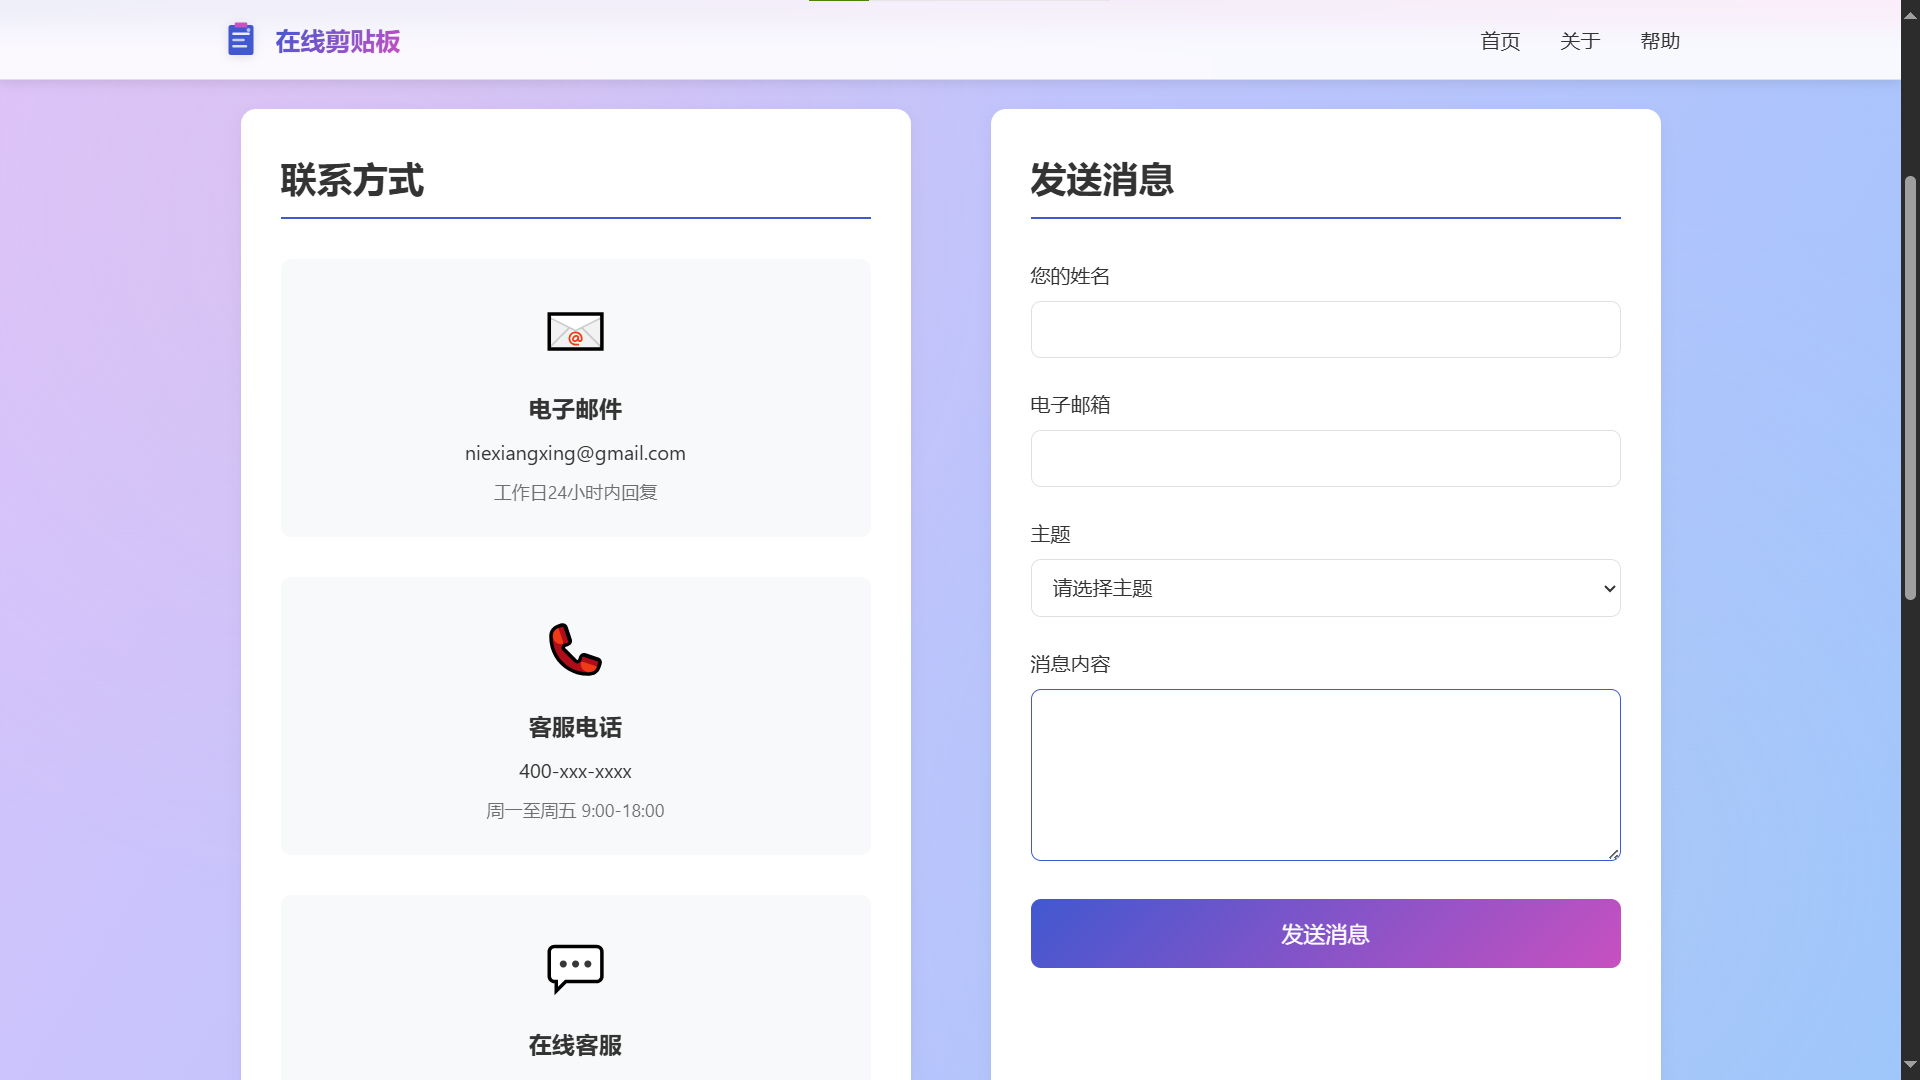 在线剪贴板
首页
关于
帮助
联系方式
@
电子邮件
niexiangxing@gmail.com
工作日24小时内回复
客服电话
400-xxx-xxxx
周一至周五 9:00-18:00
在线客服
发送消息
您的姓名
电子邮箱
主题
请选择主题
消息内容
发送消息